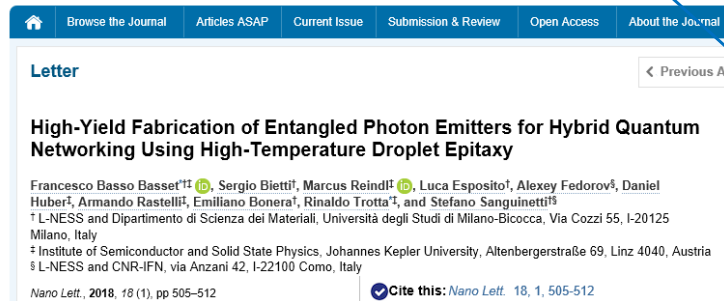 Browse the Journal Articles ASAP Current Issue Submission & Review Open Access About the Journal
Letter
Previous
High-Yield Fabrication of Entangled Photon Emitters for Hybrid Quantum
Networking Using High-Temperature Droplet Epitaxy
Francesco Basso Basset*†‡ iD, Sergio Bietti†, Marcus Reindl‡ iD, Luca Esposito†, Alexey Fedorov§, Daniel
Huber‡, Armando Rastelli‡, Emiliano Bonera†, Rinaldo Trotta*‡, and Stefano Sanguinetti†§
† L-NESS and Dipartimento di Scienza dei Materiali, Università degli Studi di Milano-Bicocca, Via Cozzi 55, I-20125
Milano, Italy
‡ Institute of Semiconductor and Solid State Physics, Johannes Kepler University, Altenbergerstraße 69, Linz 4040, Austria
§ L-NESS and CNR-IFN, via Anzani 42, I-22100 Como, Italy
Nano Lett., 2018, 18 (1), pp 505–512
Cite this: Nano Lett. 18, 1, 505-512